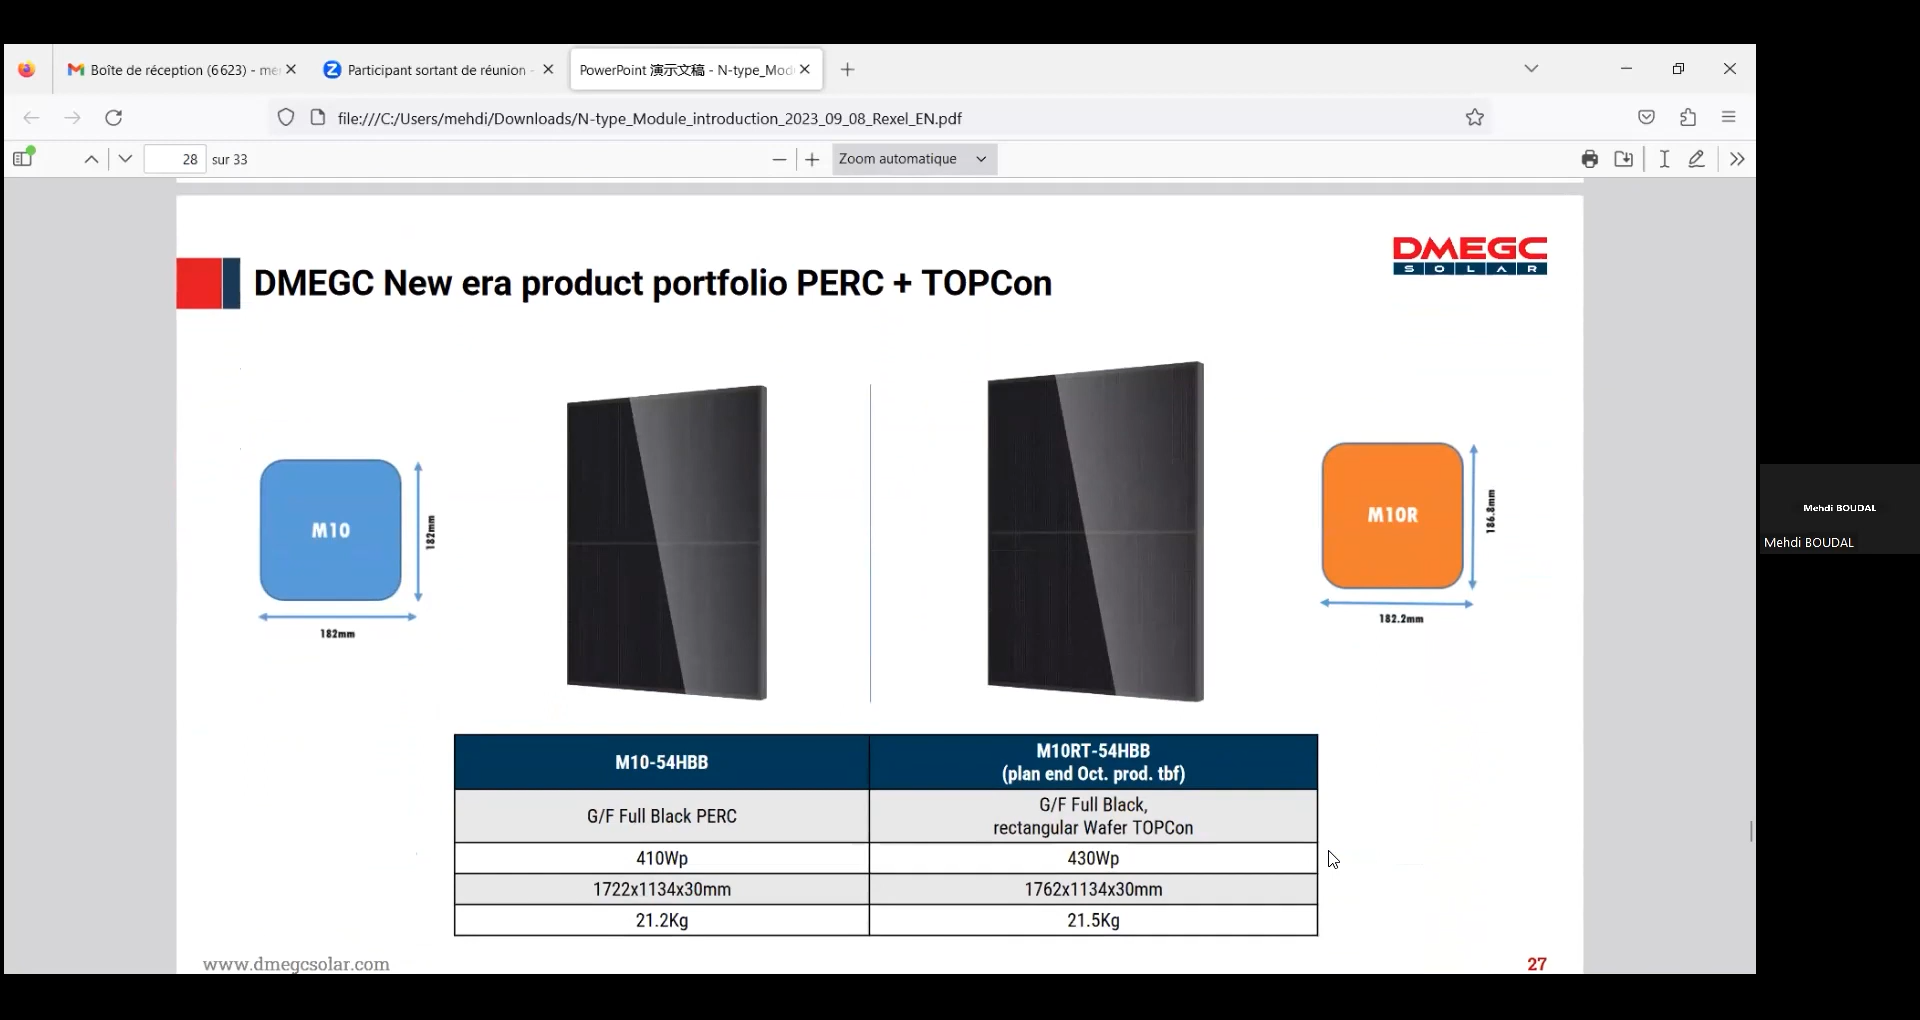 Boîte de réception (6 623) - me
Participant sortant de réunion -
PowerPoint 演示文稿 - N-type_Mod
file:///C:/Users/mehdi/Downloads/N-type_Module_introduction_2023_09_08_Rexel_EN.pdf
28 sur 33
Zoom automatique
DMEGC
SOLAR
DMEGC New era product portfolio PERC + TOPCon
M10
182mm
182mm
M10R
186.8mm
182.2mm
Mehdi BOUDAL
Mehdi BOUDAL
M10-54HBB
M10RT-54HBB
(plan end Oct. prod. tbf)
G/F Full Black PERC
G/F Full Black,
rectangular Wafer TOPCon
410Wp
430Wp
1722x1134x30mm
1762x1134x30mm
21.2Kg
21.5Kg
www.dmegcsolar.com
27